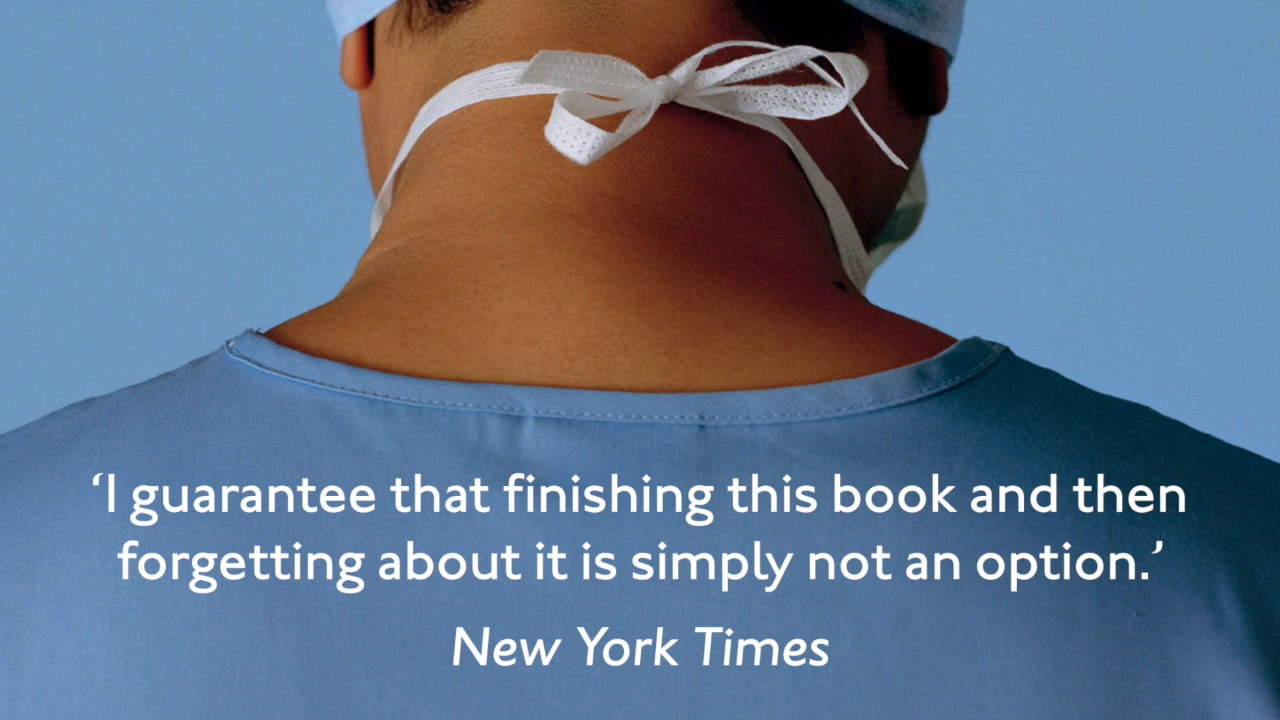 ‘I guarantee that finishing this book and then
forgetting about it is simply not an option.’
New York Times